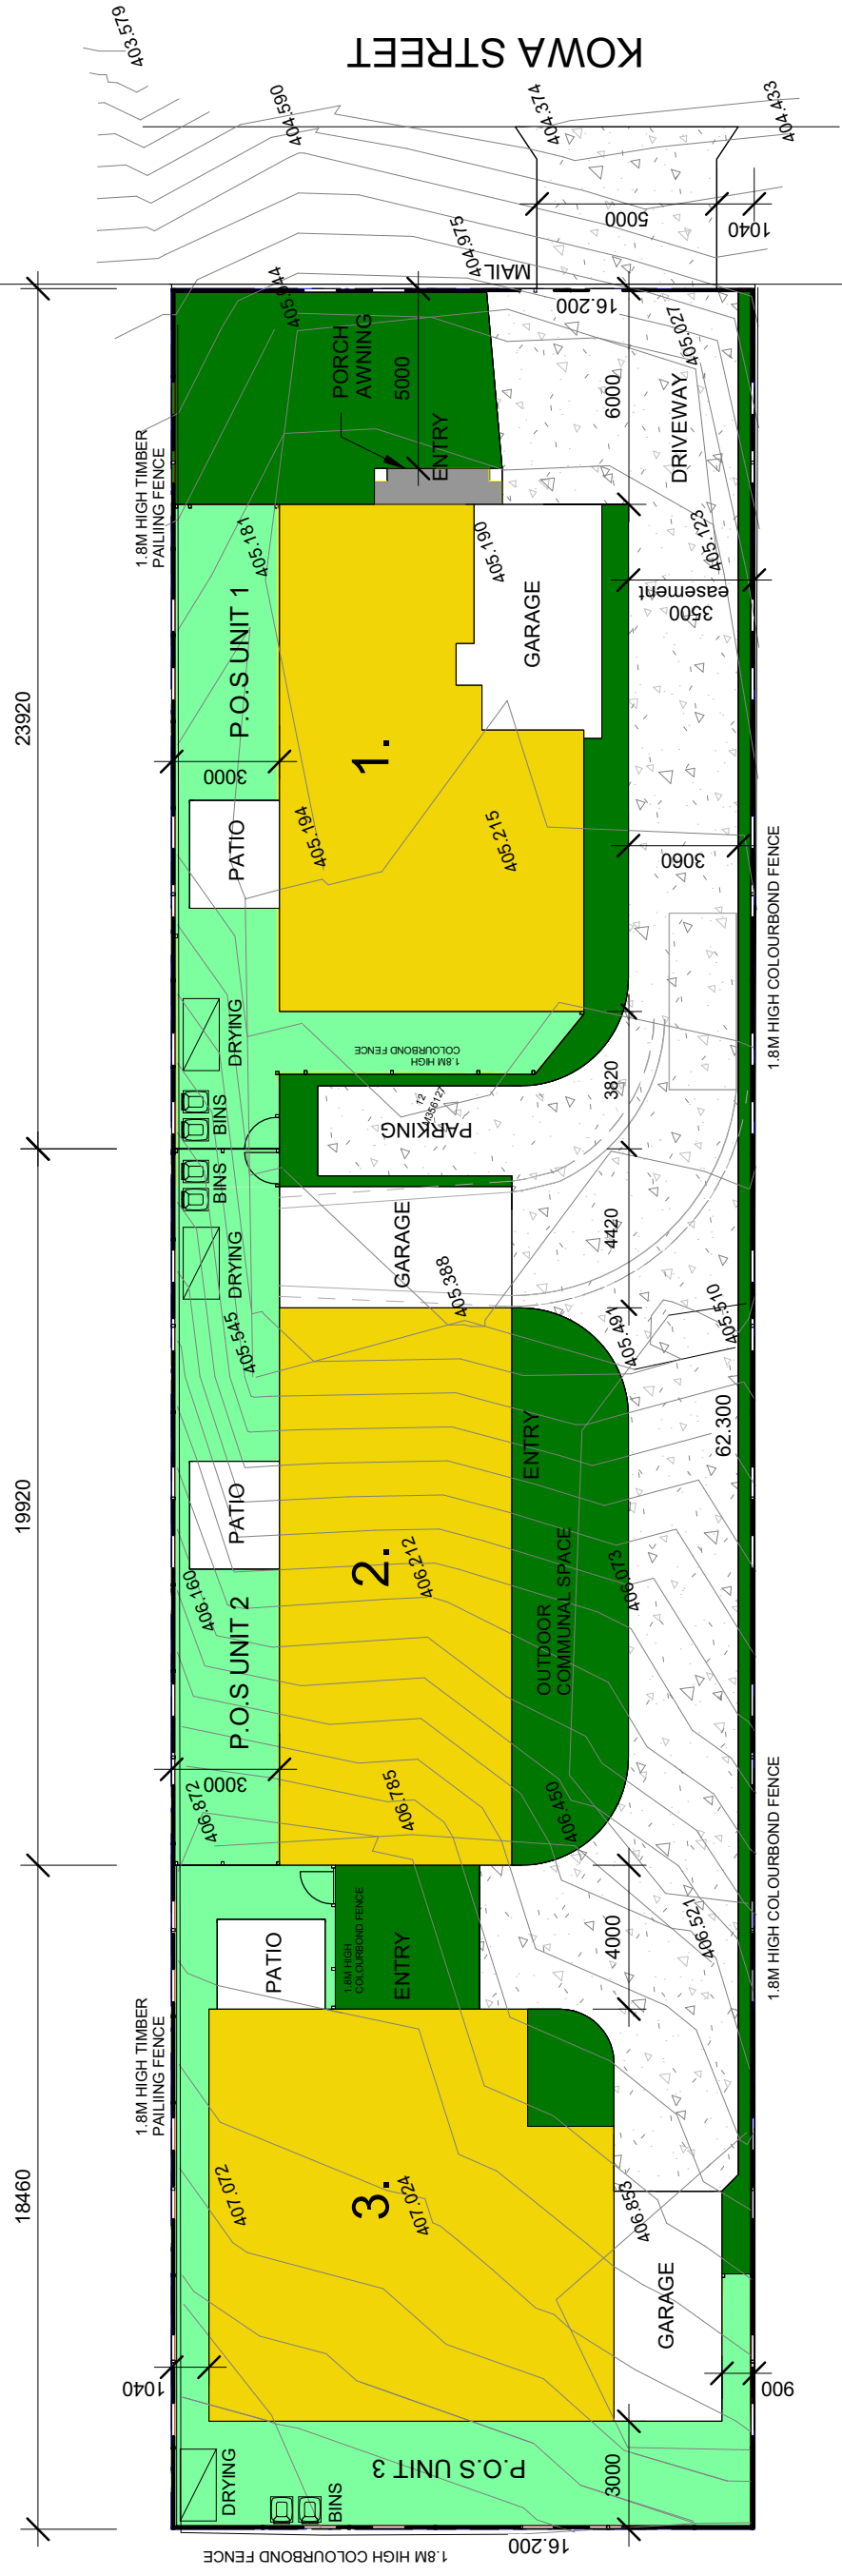 KOWA STREET
403.579
404.590
404.374
404.433
5000
1040
MAIL
404.975
405.044
16.200
405.027
23920
1.8M HIGH TIMBER
PAILING FENCE
PORCH
AWNING
5000
ENTRY
6000
DRIVEWAY
P.O.S UNIT 1
405.181
405.190
GARAGE
405.123
3500
easement
3000
1.
PATIO
405.194
405.215
3060
1.8M HIGH COLOURBOND FENCE
DRYING
1.8M HIGH
COLOURBOND FENCE
BINS
12
M356127
PARKING
3820
BINS
DRYING
GARAGE
4420
405.388
405.545
405.491
405.510
19920
PATIO
ENTRY
62.300
2.
406.212
406.160
P.O.S UNIT 2
OUTDOOR
COMMUNAL SPACE
406.073
3000
406.872
406.785
406.450
1.8M HIGH COLOURBOND FENCE
18460
1.8M HIGH TIMBER
PAILIING FENCE
PATIO
1.8M HIGH
COLOURBOND FENCE
ENTRY
4000
406.521
407.072
3.
407.024
406.853
GARAGE
1040
900
DRYING
BINS
P.O.S UNIT 3
3000
16.200
1.8M HIGH COLOURBOND FENCE